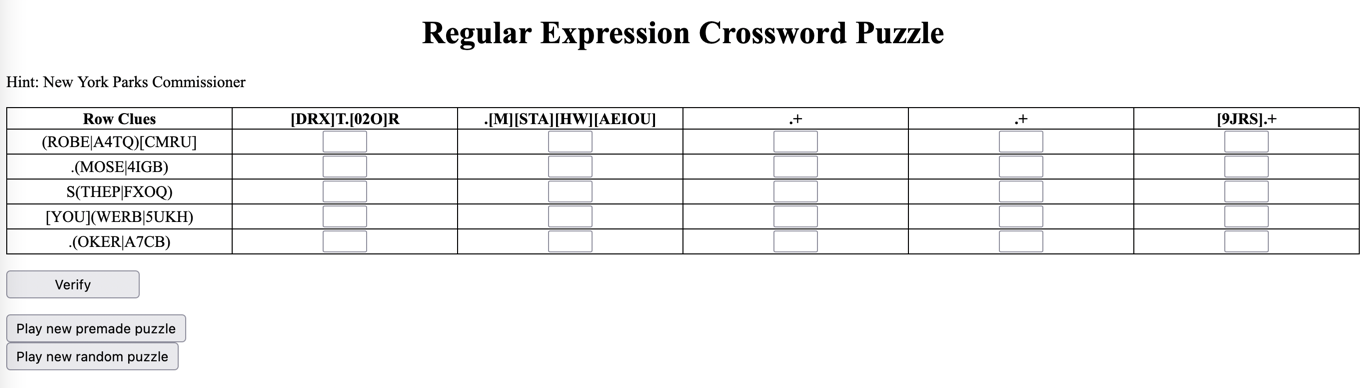 Regular Expression Crossword Puzzle
Hint: New York Parks Commissioner
Row Clues [DRX]T.[02O]R .[M][STA][HW][AEIOU] .+ .+ [9JRS].+
(ROBE|A4TQ)[CMRU]
.(MOSE|4IGB)
S(THEP|FXOQ)
[YOU](WERB|5UKH)
.(OKER|A7CB)
Verify
Play new premade puzzle
Play new random puzzle